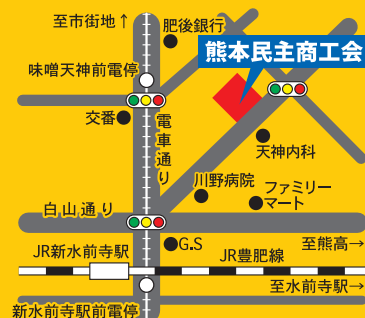 至市街地↑
肥後銀行
熊本民主商工会
味噌天神前電停
交番
電車通り
天神内科
川野病院
ファミリー
マート
白山通り
G.S
至熊高→
JR新水前寺駅
JR豊肥線
至水前寺駅→
新水前寺駅前電停